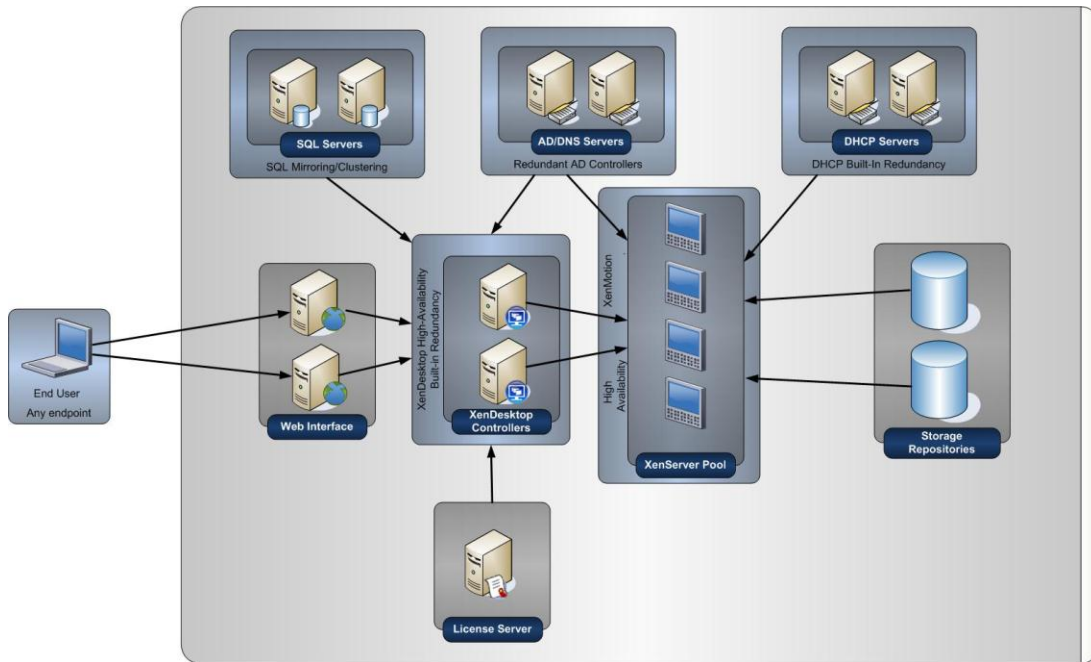 SQL Servers
SQL Mirroring/Clustering
AD/DNS Servers
Redundant AD Controllers
DHCP Servers
DHCP Built-In Redundancy
End User
Any endpoint
Web Interface
XenDesktop High-Availability
Built-in Redundancy
XenDesktop
Controllers
XenMotion
High
Availability
XenServer Pool
Storage
Repositories
License Server